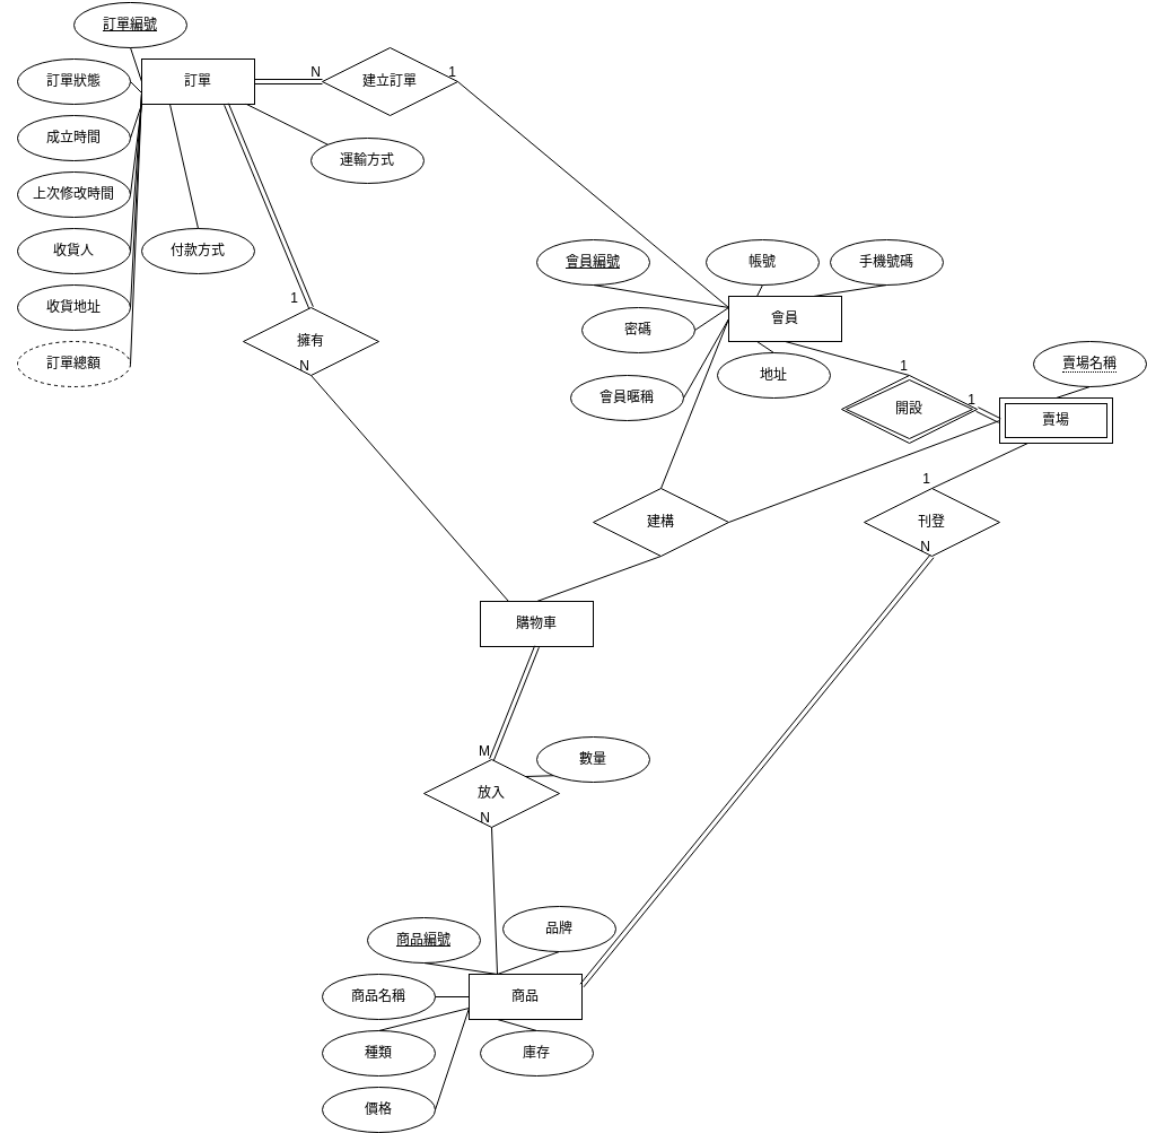 訂單編號
訂單狀態
訂單
N
建立訂單
1
成立時間
運輸方式
上次修改時間
收貨人
付款方式
收貨地址
1
訂單總額
擁有
N
會員編號
帳號
手機號碼
密碼
會員
會員暱稱
地址
1
開設
1
賣場名稱
賣場
1
建構
刊登
N
購物車
M
數量
放入
N
商品編號
品牌
商品名稱
商品
種類
庫存
價格